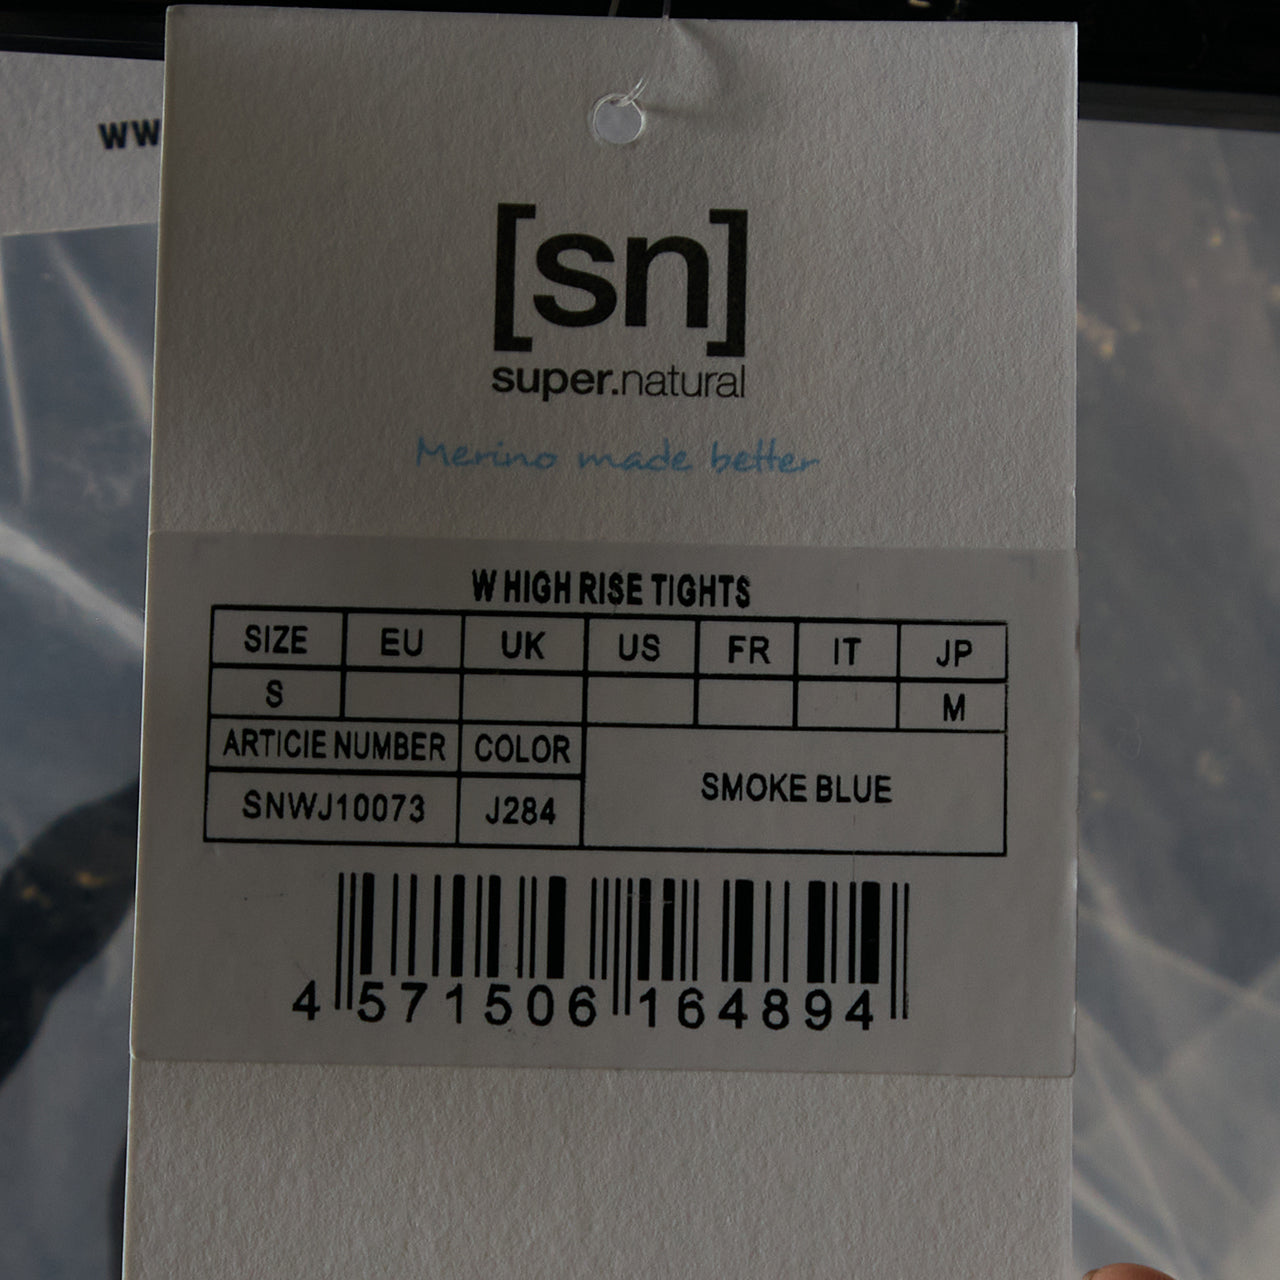 WW
[sn]
super.natural
Merino made better
W HIGH RISE TIGHTS
SIZE EU UK US FR IT JP
S M
ARTICIE NUMBER COLOR
SMOKE BLUE
SNWJ10073 J284
4 571506 164894